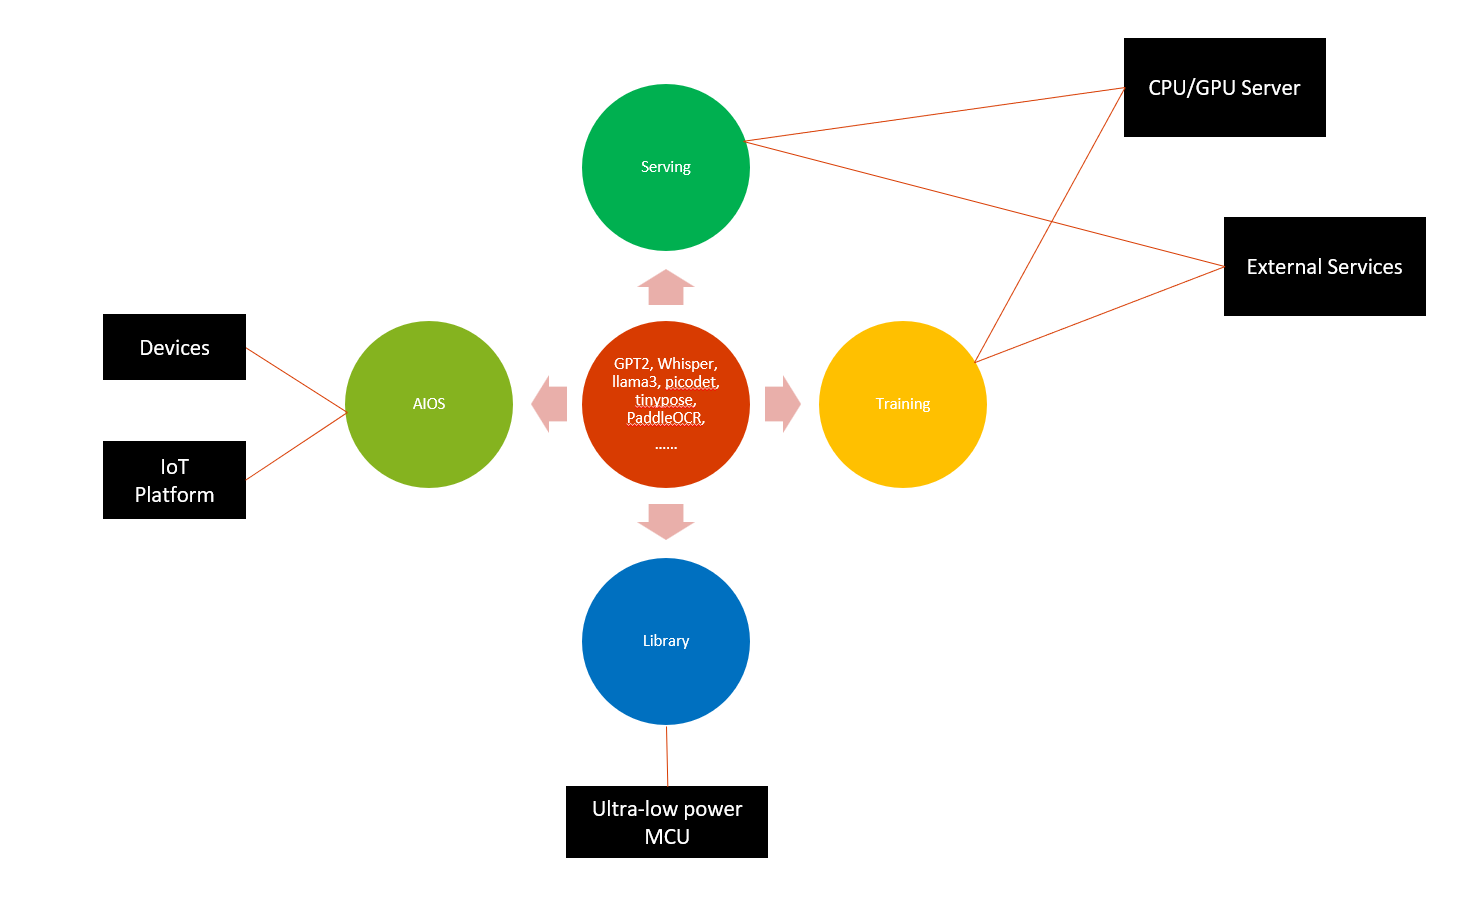 CPU/GPU Server
Serving
External Services
Devices
GPT2, Whisper,
llama3, picodet,
tinypose,
PaddleOCR,
......
AIOS
Training
IoT
Platform
Library
Ultra-low power
MCU